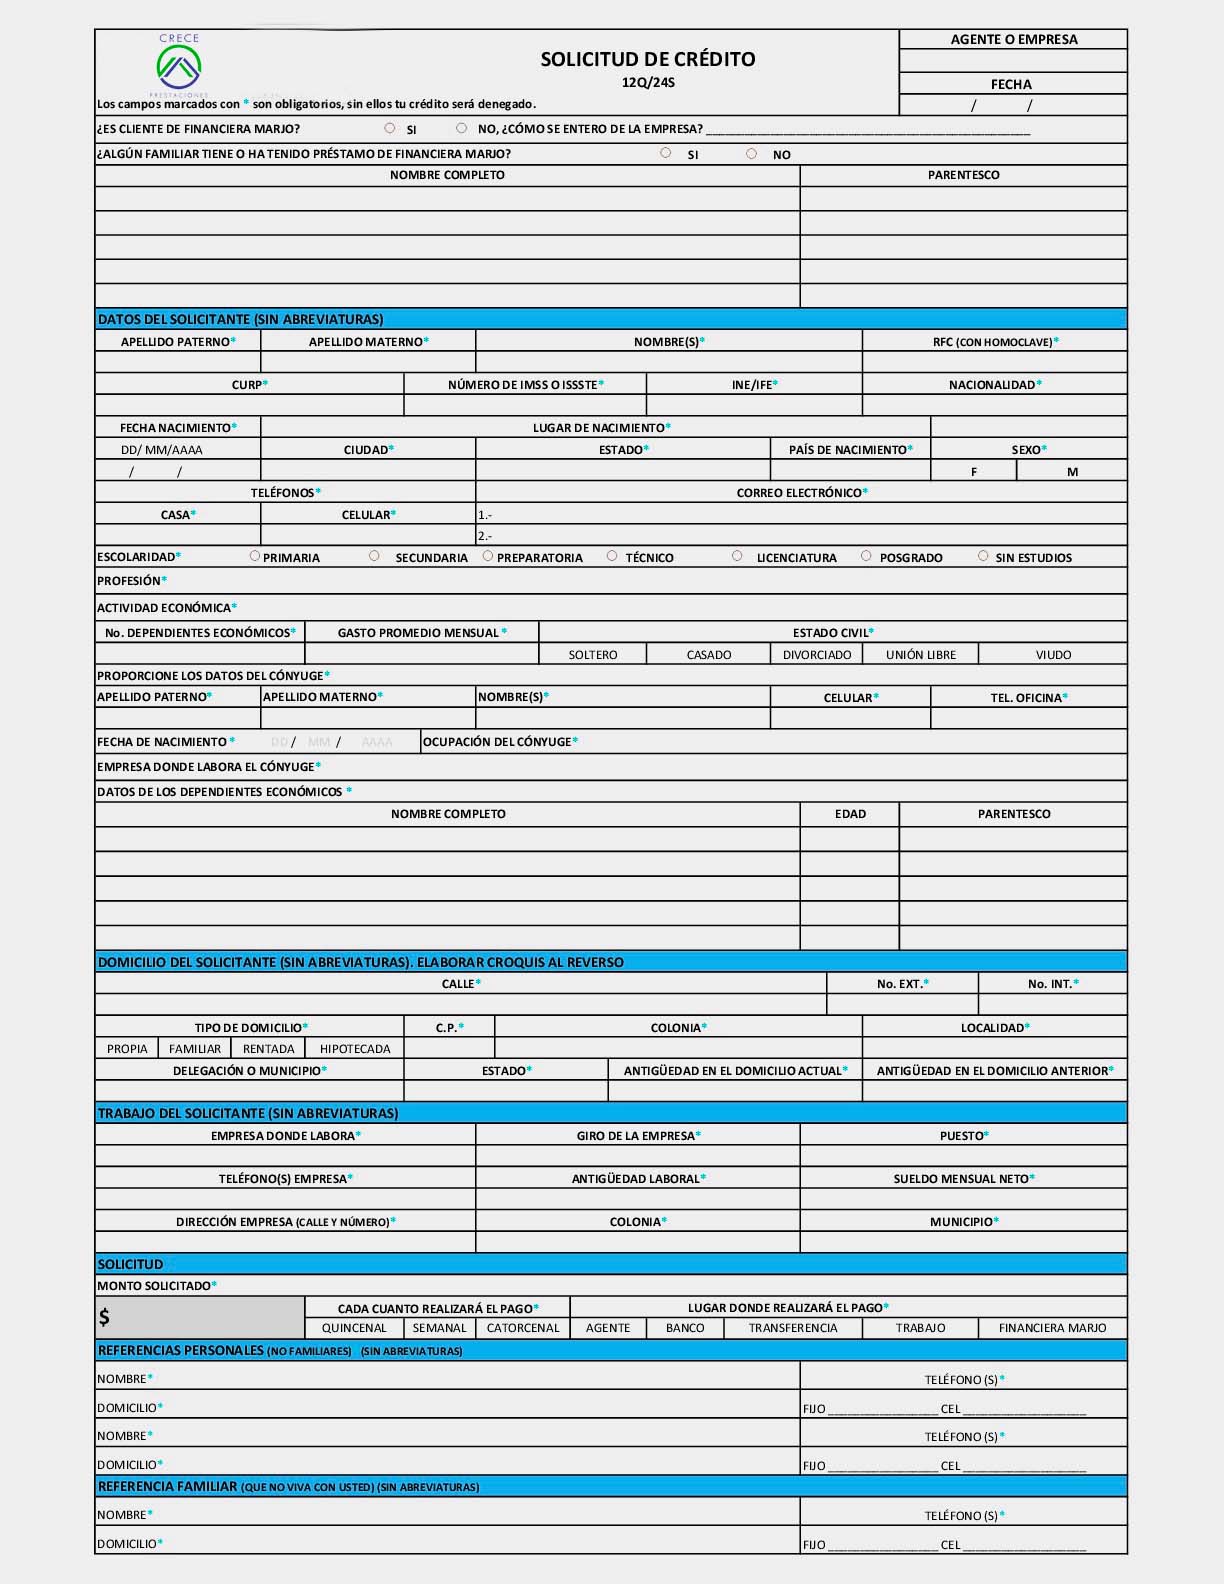 CRECE
PRESTACIONES
SOLICITUD DE CRÉDITO
12Q/24S
AGENTE O EMPRESA
FECHA
/ /
Los campos marcados con * son obligatorios, sin ellos tu crédito será denegado.
¿ES CLIENTE DE FINANCIERA MARJO? SI NO, ¿CÓMO SE ENTERO DE LA EMPRESA? ____________________
¿ALGÚN FAMILIAR TIENE O HA TENIDO PRÉSTAMO DE FINANCIERA MARJO? SI NO
NOMBRE COMPLETO PARENTESCO
DATOS DEL SOLICITANTE (SIN ABREVIATURAS)
APELLIDO PATERNO* APELLIDO MATERNO* NOMBRE(S)* RFC (CON HOMOCLAVE)*
CURP* NÚMERO DE IMSS O ISSSTE* INE/IFE* NACIONALIDAD*
FECHA NACIMIENTO* LUGAR DE NACIMIENTO*
DD/ MM/AAAA CIUDAD* ESTADO* PAÍS DE NACIMIENTO* SEXO*
/ / F M
TELÉFONOS* CORREO ELECTRÓNICO*
CASA* CELULAR* 1.-
2.-
ESCOLARIDAD* PRIMARIA SECUNDARIA PREPARATORIA TÉCNICO LICENCIATURA POSGRADO SIN ESTUDIOS
PROFESIÓN*
ACTIVIDAD ECONÓMICA*
No. DEPENDIENTES ECONÓMICOS* GASTO PROMEDIO MENSUAL * ESTADO CIVIL*
SOLTERO CASADO DIVORCIADO UNIÓN LIBRE VIUDO
PROPORCIONE LOS DATOS DEL CÓNYUGE*
APELLIDO PATERNO* APELLIDO MATERNO* NOMBRE(S)* CELULAR* TEL. OFICINA*
FECHA DE NACIMIENTO * DD / MM / AAAA OCUPACIÓN DEL CÓNYUGE*
EMPRESA DONDE LABORA EL CÓNYUGE*
DATOS DE LOS DEPENDIENTES ECONÓMICOS *
NOMBRE COMPLETO EDAD PARENTESCO
DOMICILIO DEL SOLICITANTE (SIN ABREVIATURAS). ELABORAR CROQUIS AL REVERSO
CALLE* No. EXT.* No. INT.*
TIPO DE DOMICILIO* C.P.* COLONIA* LOCALIDAD*
PROPIA FAMILIAR RENTADA HIPOTECADA
DELEGACIÓN O MUNICIPIO* ESTADO* ANTIGÜEDAD EN EL DOMICILIO ACTUAL* ANTIGÜEDAD EN EL DOMICILIO ANTERIOR*
TRABAJO DEL SOLICITANTE (SIN ABREVIATURAS)
EMPRESA DONDE LABORA* GIRO DE LA EMPRESA* PUESTO*
TELÉFONO(S) EMPRESA* ANTIGÜEDAD LABORAL* SUELDO MENSUAL NETO*
DIRECCIÓN EMPRESA (CALLE Y NÚMERO)* COLONIA* MUNICIPIO*
SOLICITUD
MONTO SOLICITADO*
$ CADA CUANTO REALIZARÁ EL PAGO* LUGAR DONDE REALIZARÁ EL PAGO*
QUINCENAL SEMANAL CATORCENAL AGENTE BANCO TRANSFERENCIA TRABAJO FINANCIERA MARJO
REFERENCIAS PERSONALES (NO FAMILIARES) (SIN ABREVIATURAS)
NOMBRE* TELÉFONO (S)*
DOMICILIO* FIJO ________________ CEL __________________
NOMBRE* TELÉFONO (S)*
DOMICILIO* FIJO ________________ CEL __________________
REFERENCIA FAMILIAR (QUE NO VIVA CON USTED) (SIN ABREVIATURAS)
NOMBRE* TELÉFONO (S)*
DOMICILIO* FIJO ________________ CEL __________________